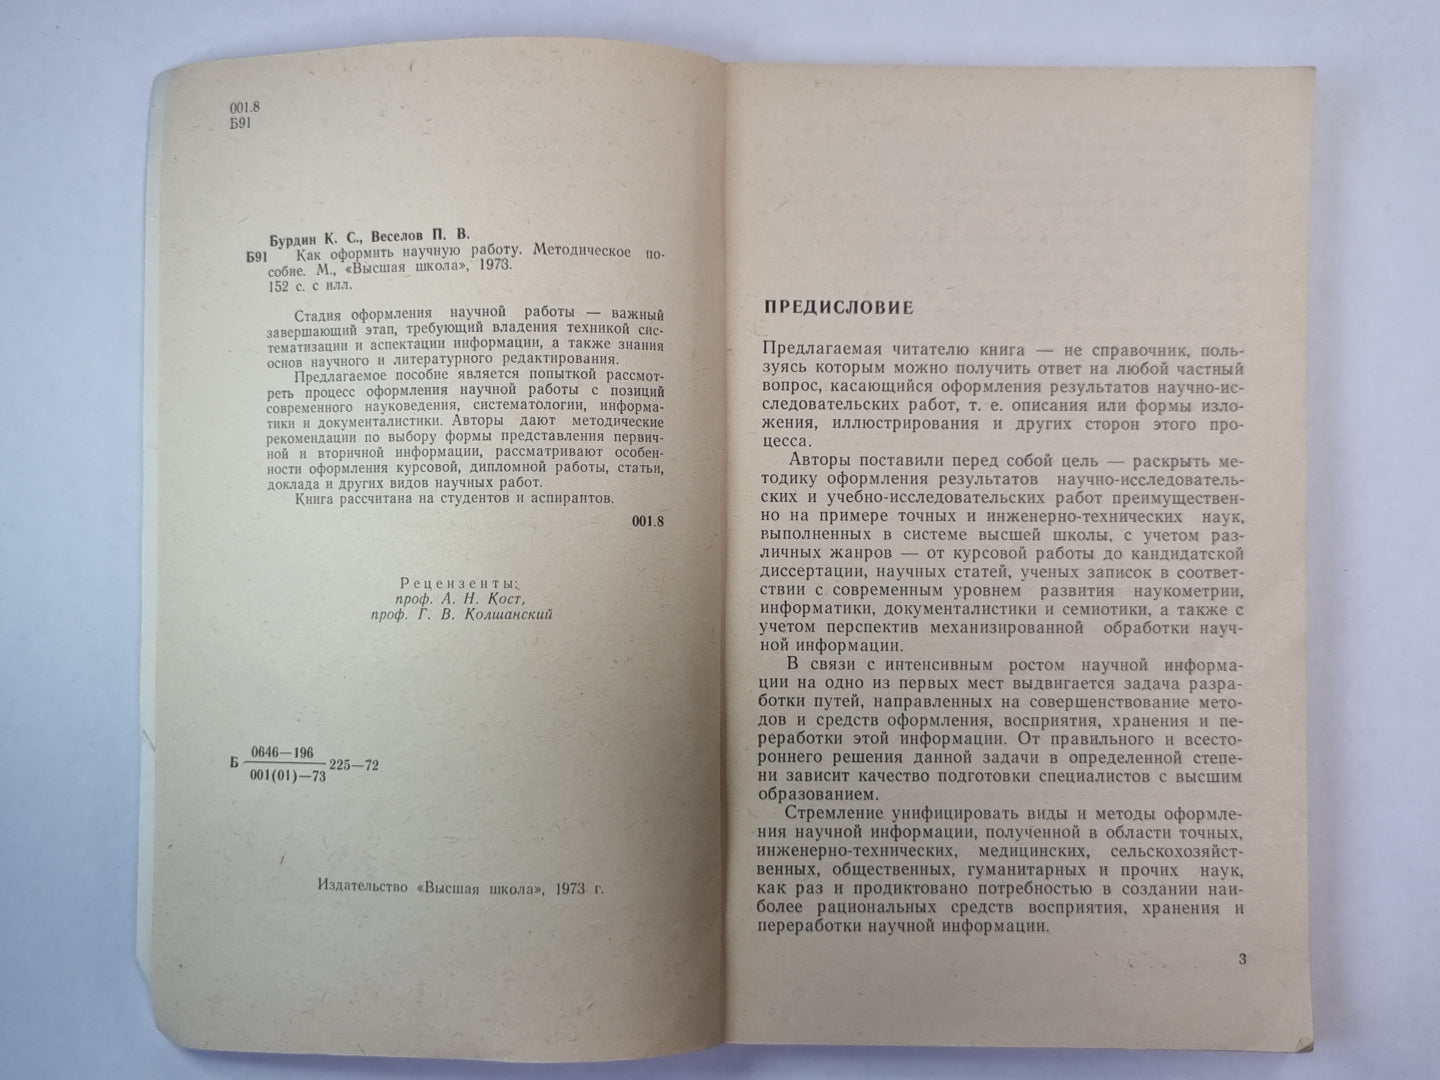 001.8
Б91
Бурдин К. С., Веселов П. В.
Б91 Как оформить научную работу. Методическое по-
собие. М., «Высшая школа», 1973.
152 с. с илл.
Стадия оформления научной работы — важный
завершающий этап, требующий владения техникой сис-
тематизации и аспектации информации, а также знания
основ научного и литературного редактирования.
Предлагаемое пособие является попыткой рассмот-
реть процесс оформления научной работы с позиций
современного науковедения, систематологии, информа-
тики и документалистики. Авторы дают методические
рекомендации по выбору формы представления первич-
ной и вторичной информации, рассматривают особен-
ности оформления курсовой, дипломной работы, статьи,
доклада и других видов научных работ.
Книга рассчитана на студентов и аспирантов.
001.8
Рецензенты:
проф. А. Н. Кост,
проф. Г. В. Колшанский
0646—196
Б 225—72
001(01)—73
Издательство «Высшая школа», 1973 г.
ПРЕДИСЛОВИЕ
Предлагаемая читателю книга — не справочник, поль-
зуясь которым можно получить ответ на любой частный
вопрос, касающийся оформления результатов научно-ис-
следовательских работ, т. е. описания или формы изло-
жения, иллюстрирования и других сторон этого про-
цесса.
Авторы поставили перед собой цель — раскрыть ме-
тодику оформления результатов научно-исследователь-
ских и учебно-исследовательских работ преимуществен-
но на примере точных и инженерно-технических наук,
выполненных в системе высшей школы, с учетом раз-
личных жанров — от курсовой работы до кандидатской
диссертации, научных статей, ученых записок в соответ-
ствии с современным уровнем развития наукометрии,
информатики, документалистики и семиотики, а также с
учетом перспектив механизированной обработки науч-
ной информации.
В связи с интенсивным ростом научной информа-
ции на одно из первых мест выдвигается задача разра-
ботки путей, направленных на совершенствование мето-
дов и средств оформления, восприятия, хранения и пе-
реработки этой информации. От правильного и всесто-
роннего решения данной задачи в определенной степе-
ни зависит качество подготовки специалистов с высшим
образованием.
Стремление унифицировать виды и методы оформле-
ния научной информации, полученной в области точных,
инженерно-технических, медицинских, сельскохозяйст-
венных, общественных, гуманитарных и прочих наук,
как раз и продиктовано потребностью в создании наи-
более рациональных средств восприятия, хранения и
переработки научной информации.
3